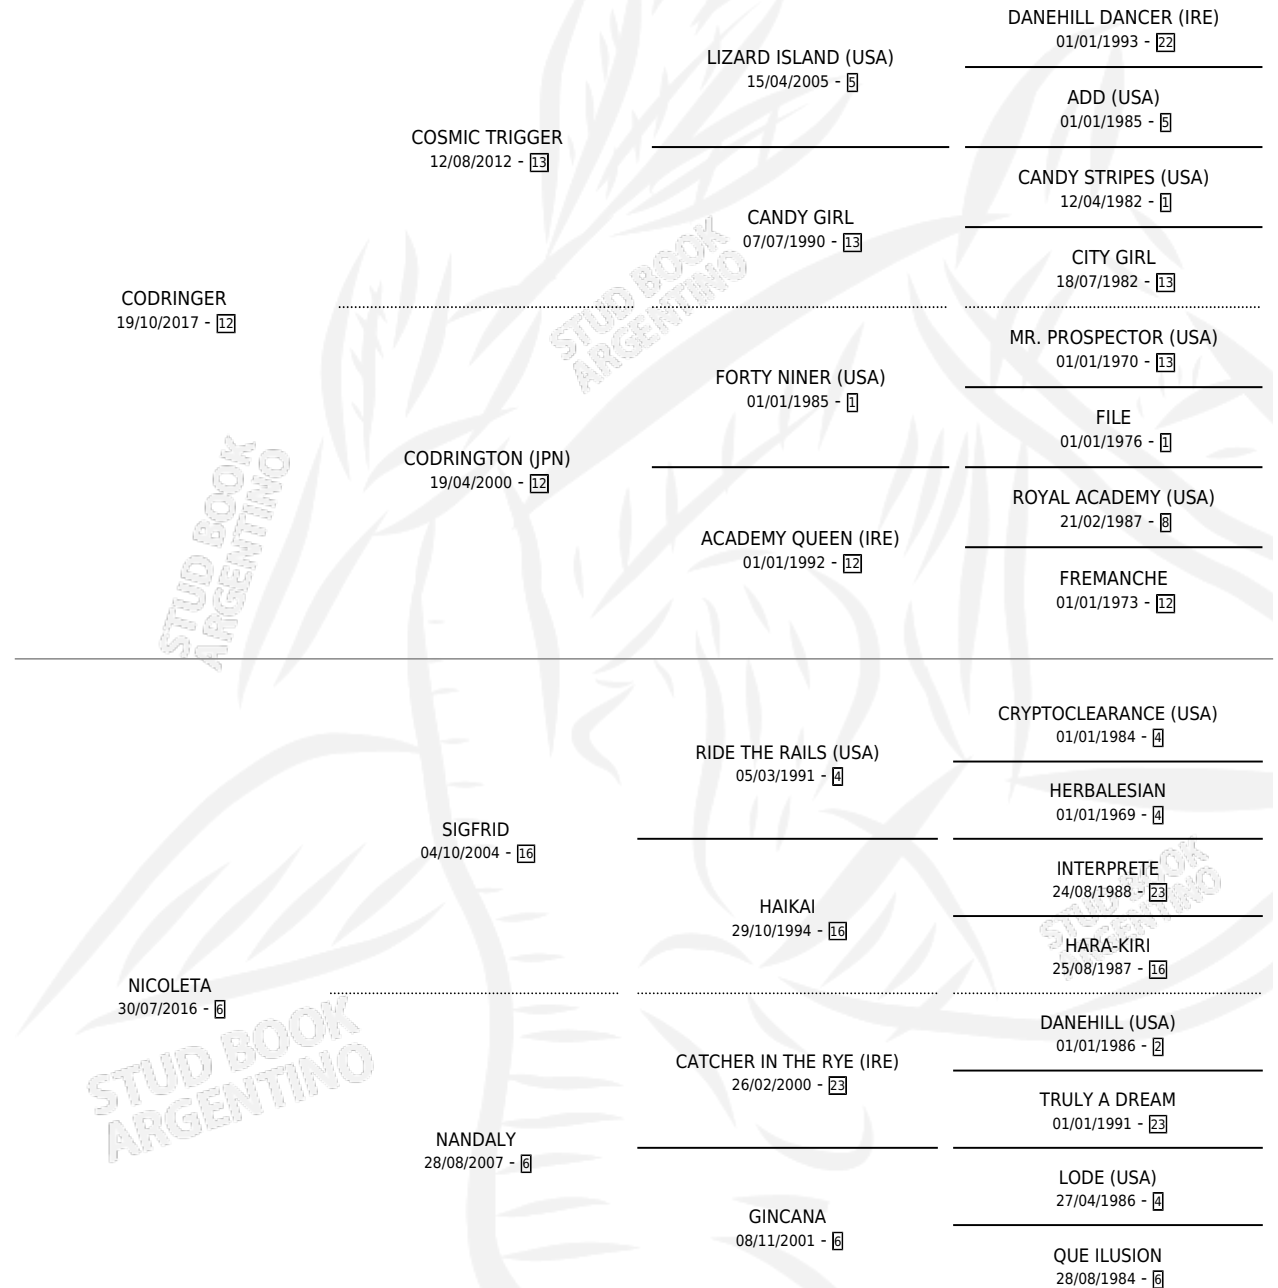 DANEHILL DANCER (IRE)
01/01/1993 - 22
LIZARD ISLAND (USA)
15/04/2005 - 5
ADD (USA)
01/01/1985 - 5
COSMIC TRIGGER
12/08/2012 - 13
CANDY STRIPES (USA)
12/04/1982 - 1
CANDY GIRL
07/07/1990 - 13
CITY GIRL
18/07/1982 - 13
CODRINGER
19/10/2017 - 12
MR. PROSPECTOR (USA)
01/01/1970 - 13
FORTY NINER (USA)
01/01/1985 - 1
FILE
01/01/1976 - 1
CODRINGTON (JPN)
19/04/2000 - 12
ROYAL ACADEMY (USA)
21/02/1987 - 8
ACADEMY QUEEN (IRE)
01/01/1992 - 12
FREMANCHE
01/01/1973 - 12
CRYPTOCLEARANCE (USA)
01/01/1984 - 4
RIDE THE RAILS (USA)
05/03/1991 - 4
HERBALESIAN
01/01/1969 - 4
SIGFRID
04/10/2004 - 16
INTERPRETE
24/08/1988 - 23
HAIKAI
29/10/1994 - 16
HARA-KIRI
25/08/1987 - 16
NICOLETA
30/07/2016 - 6
DANEHILL (USA)
01/01/1986 - 2
CATCHER IN THE RYE (IRE)
26/02/2000 - 23
TRULY A DREAM
01/01/1991 - 23
NANDALY
28/08/2007 - 6
LODE (USA)
27/04/1986 - 4
GINCANA
08/11/2001 - 6
QUE ILUSION
28/08/1984 - 6
STUD BOOK
ARGENTINO
STUD BOOK
ARGENTINO
STUD BOOK
ARGENTINO
STUD BOOK
ARGENTINO